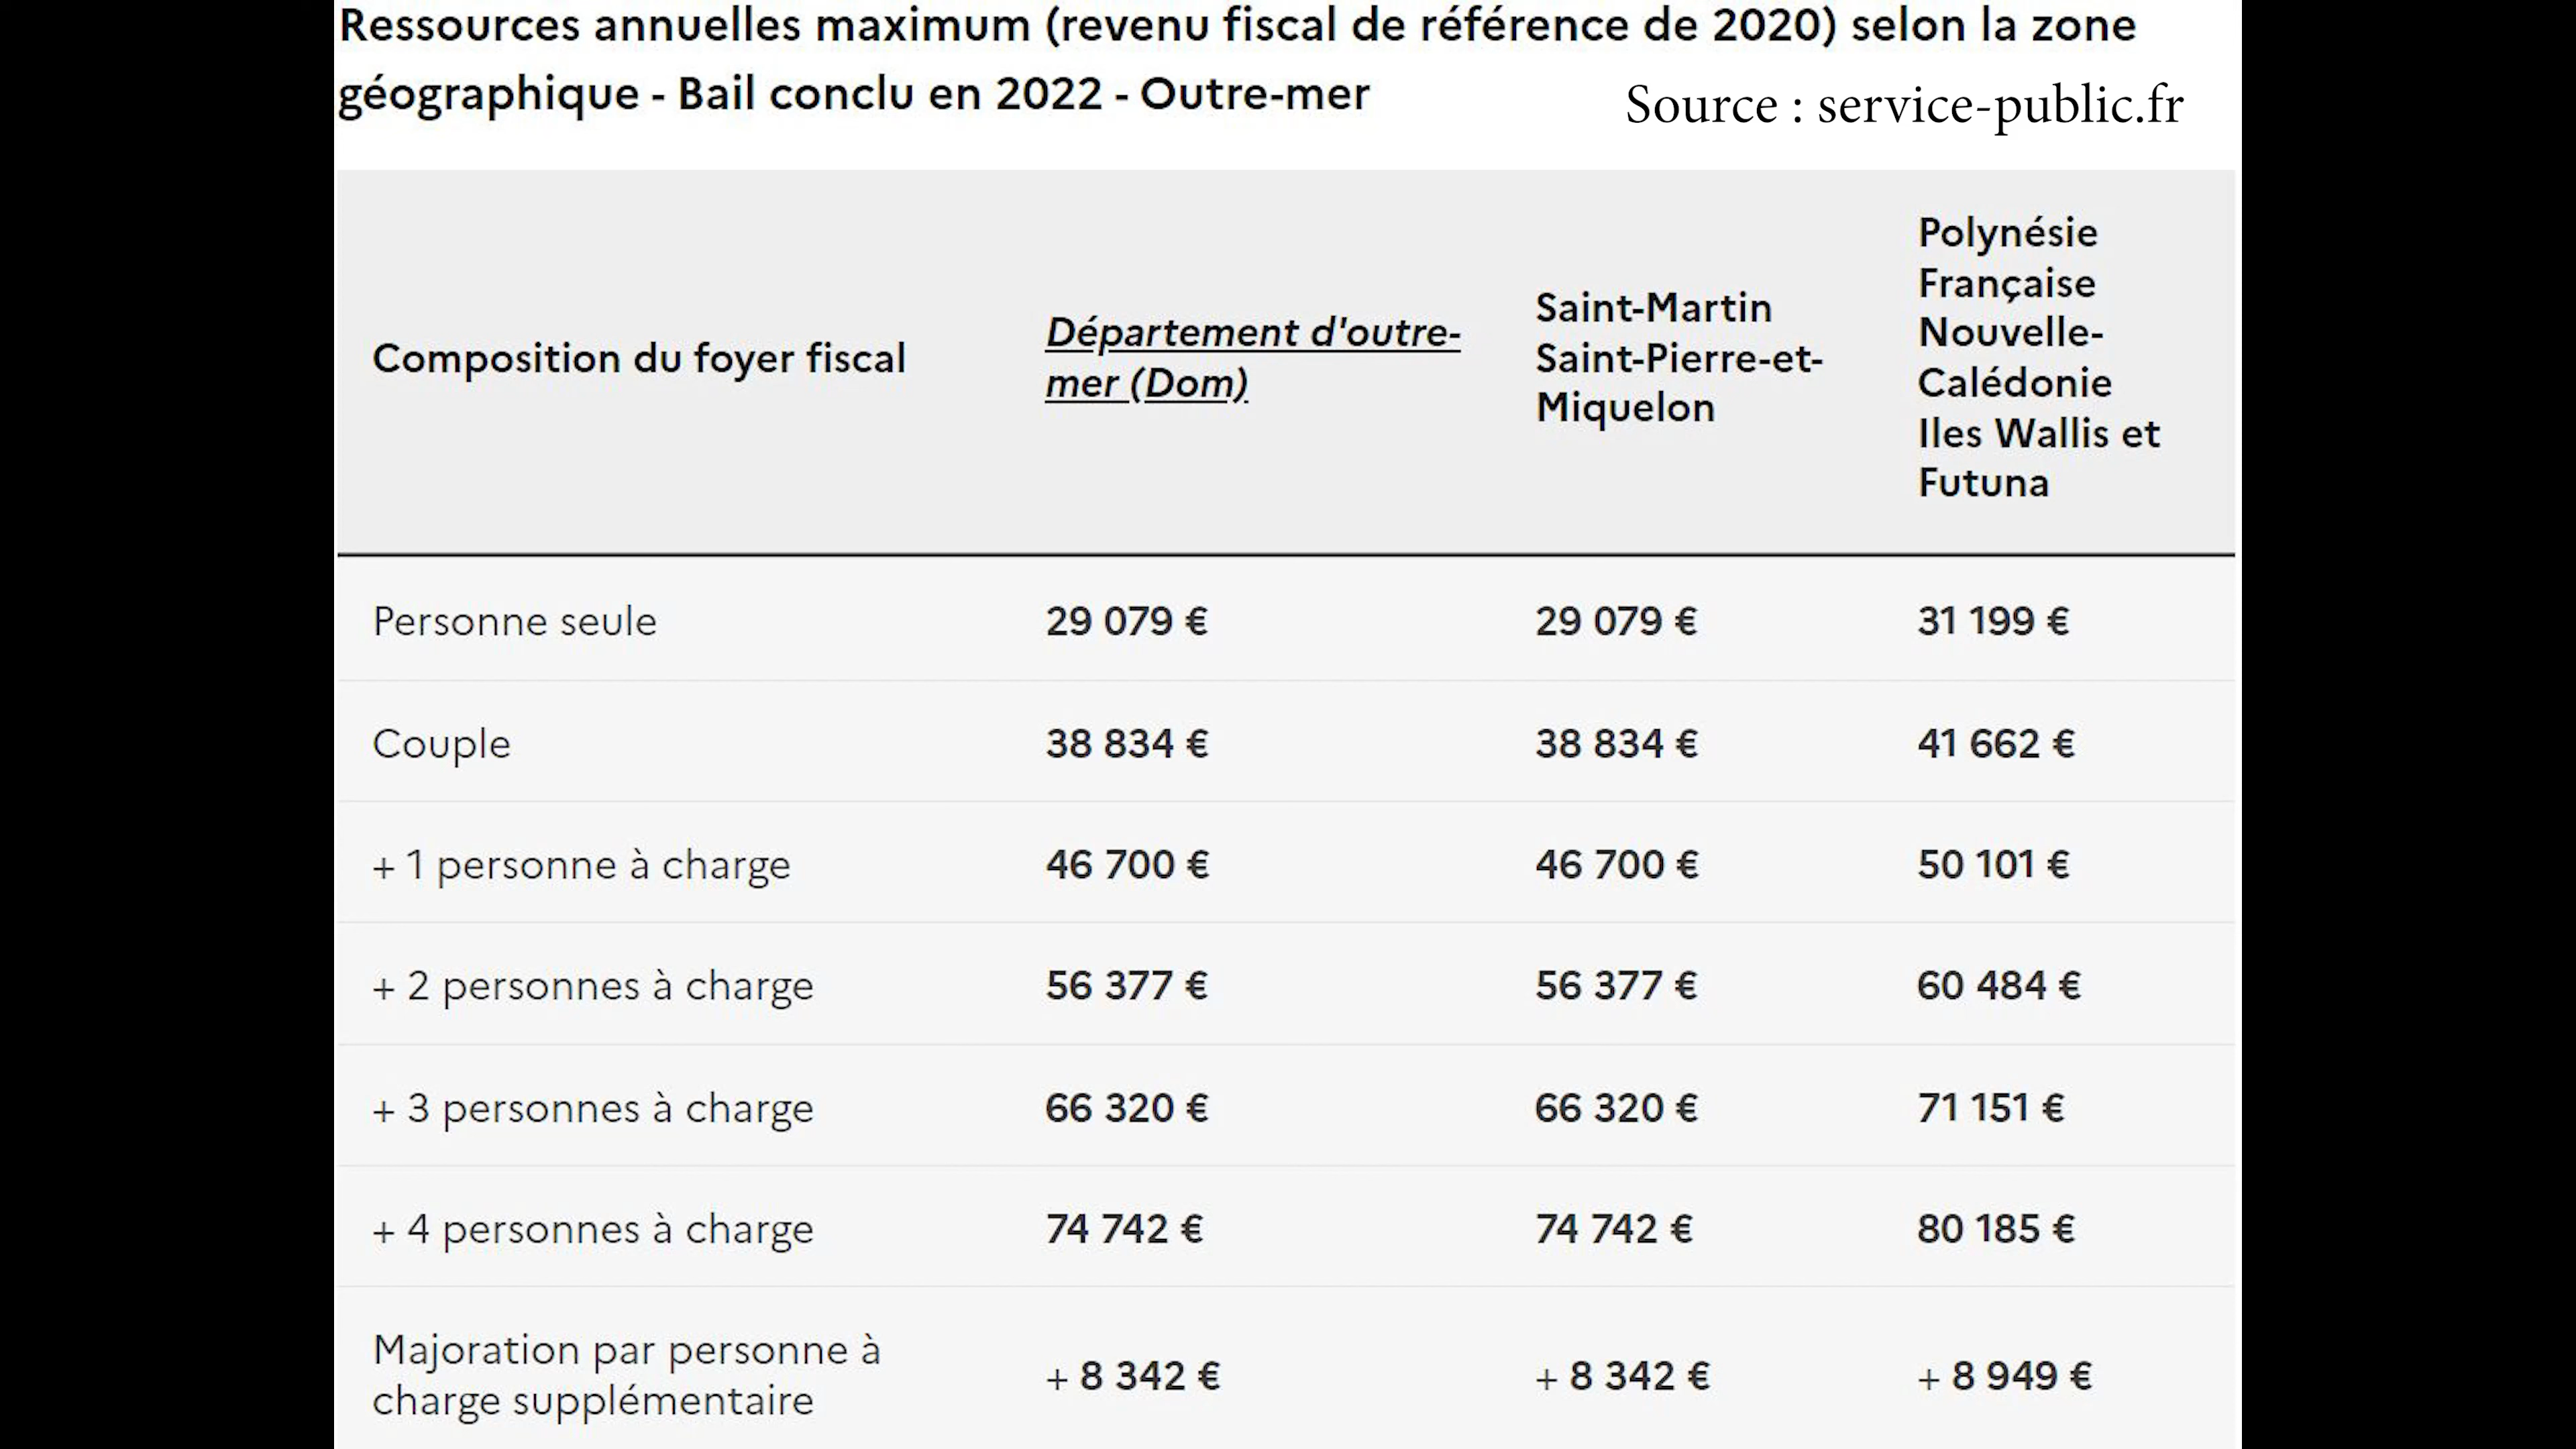 Ressources annuelles maximum (revenu fiscal de référence de 2020) selon la zone
géographique - Bail conclu en 2022 - Outre-mer
Source : service-public.fr
Composition du foyer fiscal
Département d'outre-
mer (Dom)
Saint-Martin
Saint-Pierre-et-
Miquelon
Polynésie
Française
Nouvelle-
Calédonie
Iles Wallis et
Futuna
Personne seule 29 079 € 29 079 € 31 199 €
Couple 38 834 € 38 834 € 41 662 €
+ 1 personne à charge 46 700 € 46 700 € 50 101 €
+ 2 personnes à charge 56 377 € 56 377 € 60 484 €
+ 3 personnes à charge 66 320 € 66 320 € 71 151 €
+ 4 personnes à charge 74 742 € 74 742 € 80 185 €
Majoration par personne à
charge supplémentaire
+ 8 342 € + 8 342 € + 8 949 €